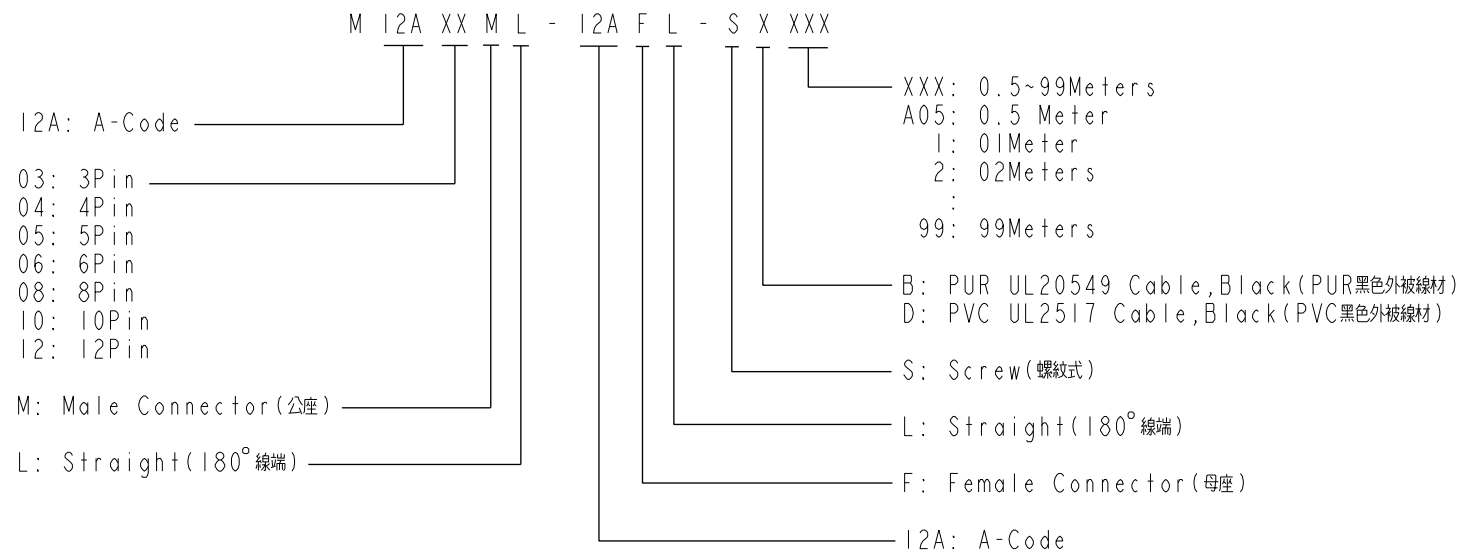 M 12A XX M L - 12A F L - S X XXX
12A: A-Code
03: 3Pin
04: 4Pin
05: 5Pin
06: 6Pin
08: 8Pin
10: 10Pin
12: 12Pin
M: Male Connector(公座)
L: Straight(180°線端)
XXX: 0.5~99Meters
A05: 0.5 Meter
1: 01Meter
2: 02Meters
:
99: 99Meters
B: PUR UL20549 Cable,Black(PUR黑色外被線材)
D: PVC UL2517 Cable,Black(PVC黑色外被線材)
S: Screw(螺紋式)
L: Straight(180°線端)
F: Female Connector(母座)
12A: A-Code